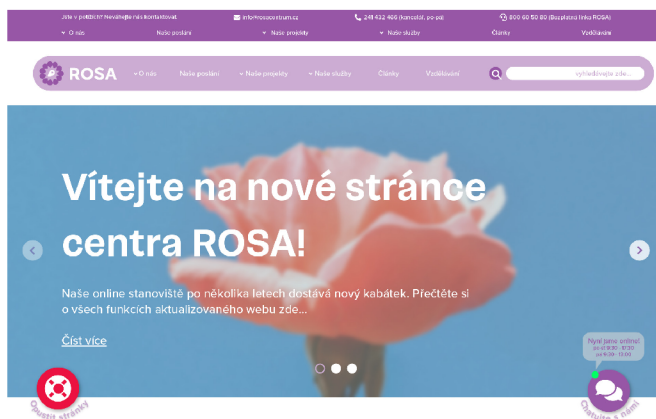 Jste v potížích? Neváhejte nás kontaktovat.
info@rosacentrum.cz
241 432 466 (kancelář, po-pá)
800 60 50 80 (Bezplatná linka ROSA)
O nás Naše poslání Naše projekty Naše služby Články Vzdělávání
ROSA O nás Naše poslání Naše projekty Naše služby Články Vzdělávání vyhledávejte zde...
Vítejte na nové stránce
centra ROSA!
Naše online stanoviště po několika letech dostává nový kabátek. Přečtěte si
o všech funkcích aktualizovaného webu zde...
Číst více
Nyní jsme online!
Opustit stránky
Chatujte s námi